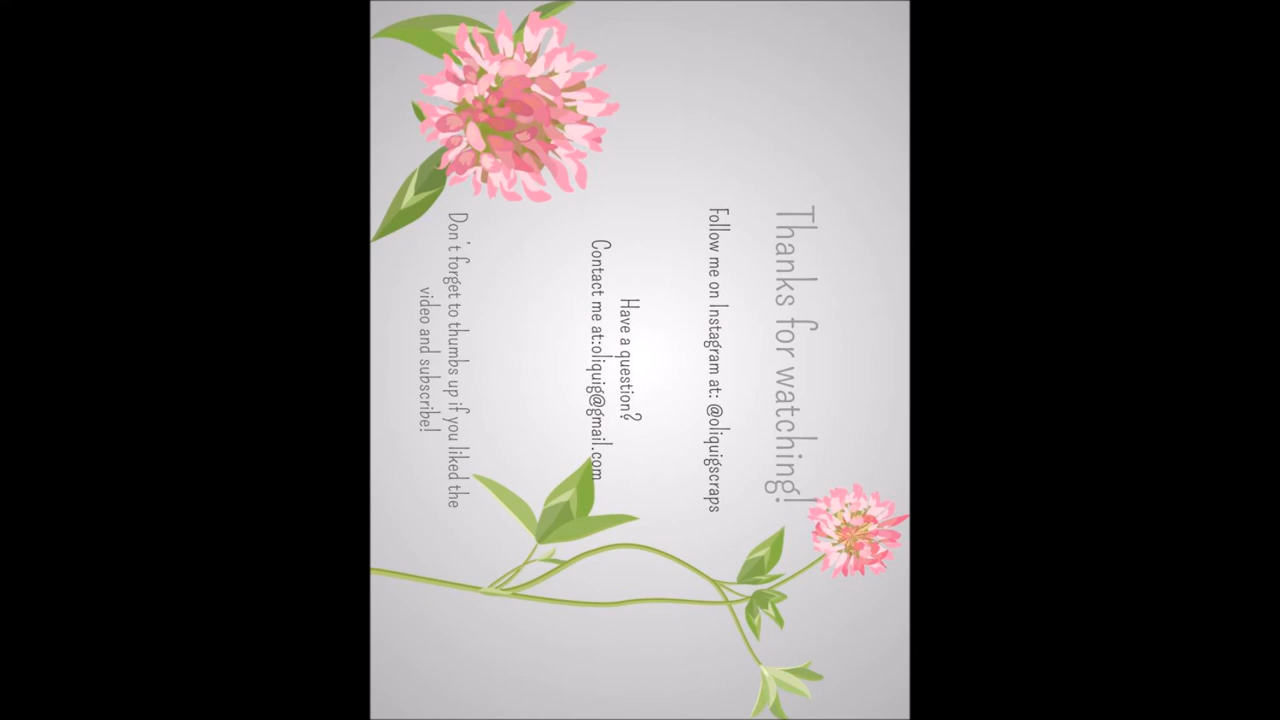 Thanks for watching!
Follow me on Instagram at: @oliquigscraps
Have a question?
Contact me at:oliquig@gmail.com
Don't forget to thumbs up if you liked the
video and subscribe!